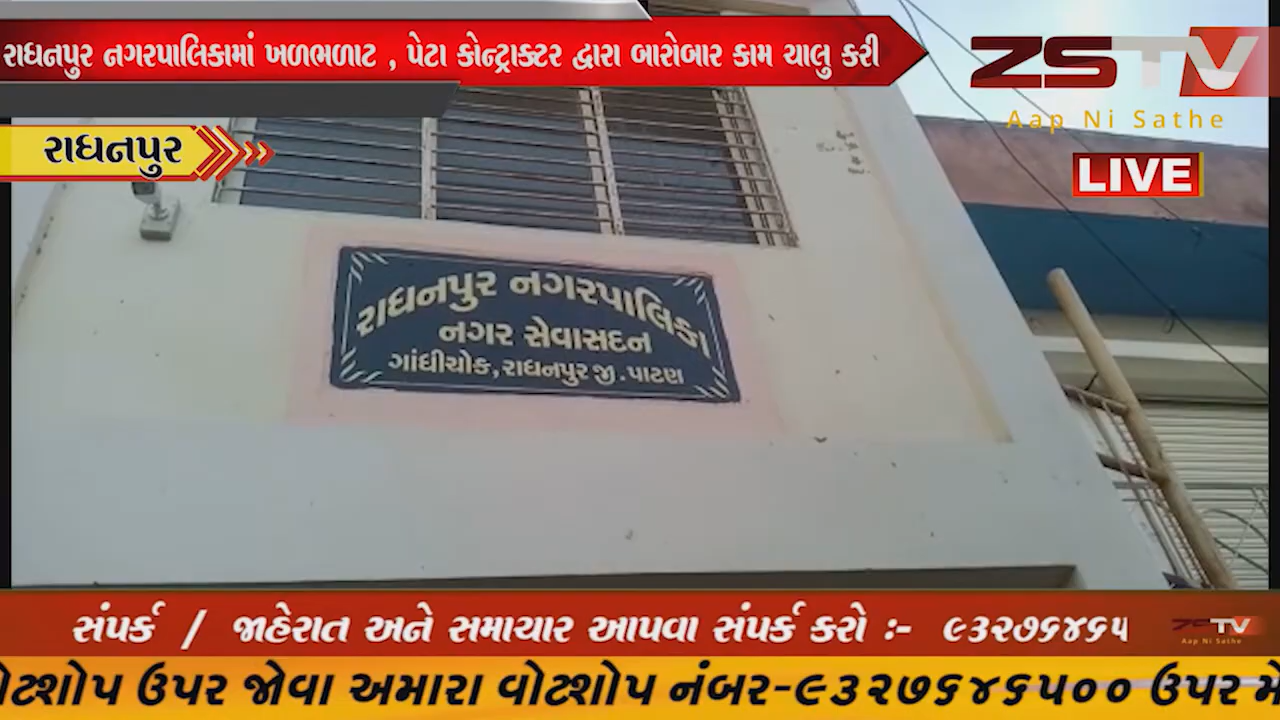 રાધનપુર નગરપાલિકામાં ખળભળાટ , પેટા કોન્ટ્રાક્ટર દ્વારા બારોબાર કામ ચાલુ કરી
ZSTV
Aap Ni Sathe
રાધનપુર
LIVE
રાધનપુર નગરપાલિકા
નગર સેવાસદન
ગાંધીચોક, રાધનપુર જી. પાટણ
સંપર્ક / જાહેરાત અને સમાચાર આપવા સંપર્ક કરો :- ૯૩૨૭૬૪૬૫
ZSTV
Aap Ni Sathe
ઉપર જોવા અમારા વોટશોપ નંબર-૯૩૨૭૬૪૬૫૦૦ ઉપર